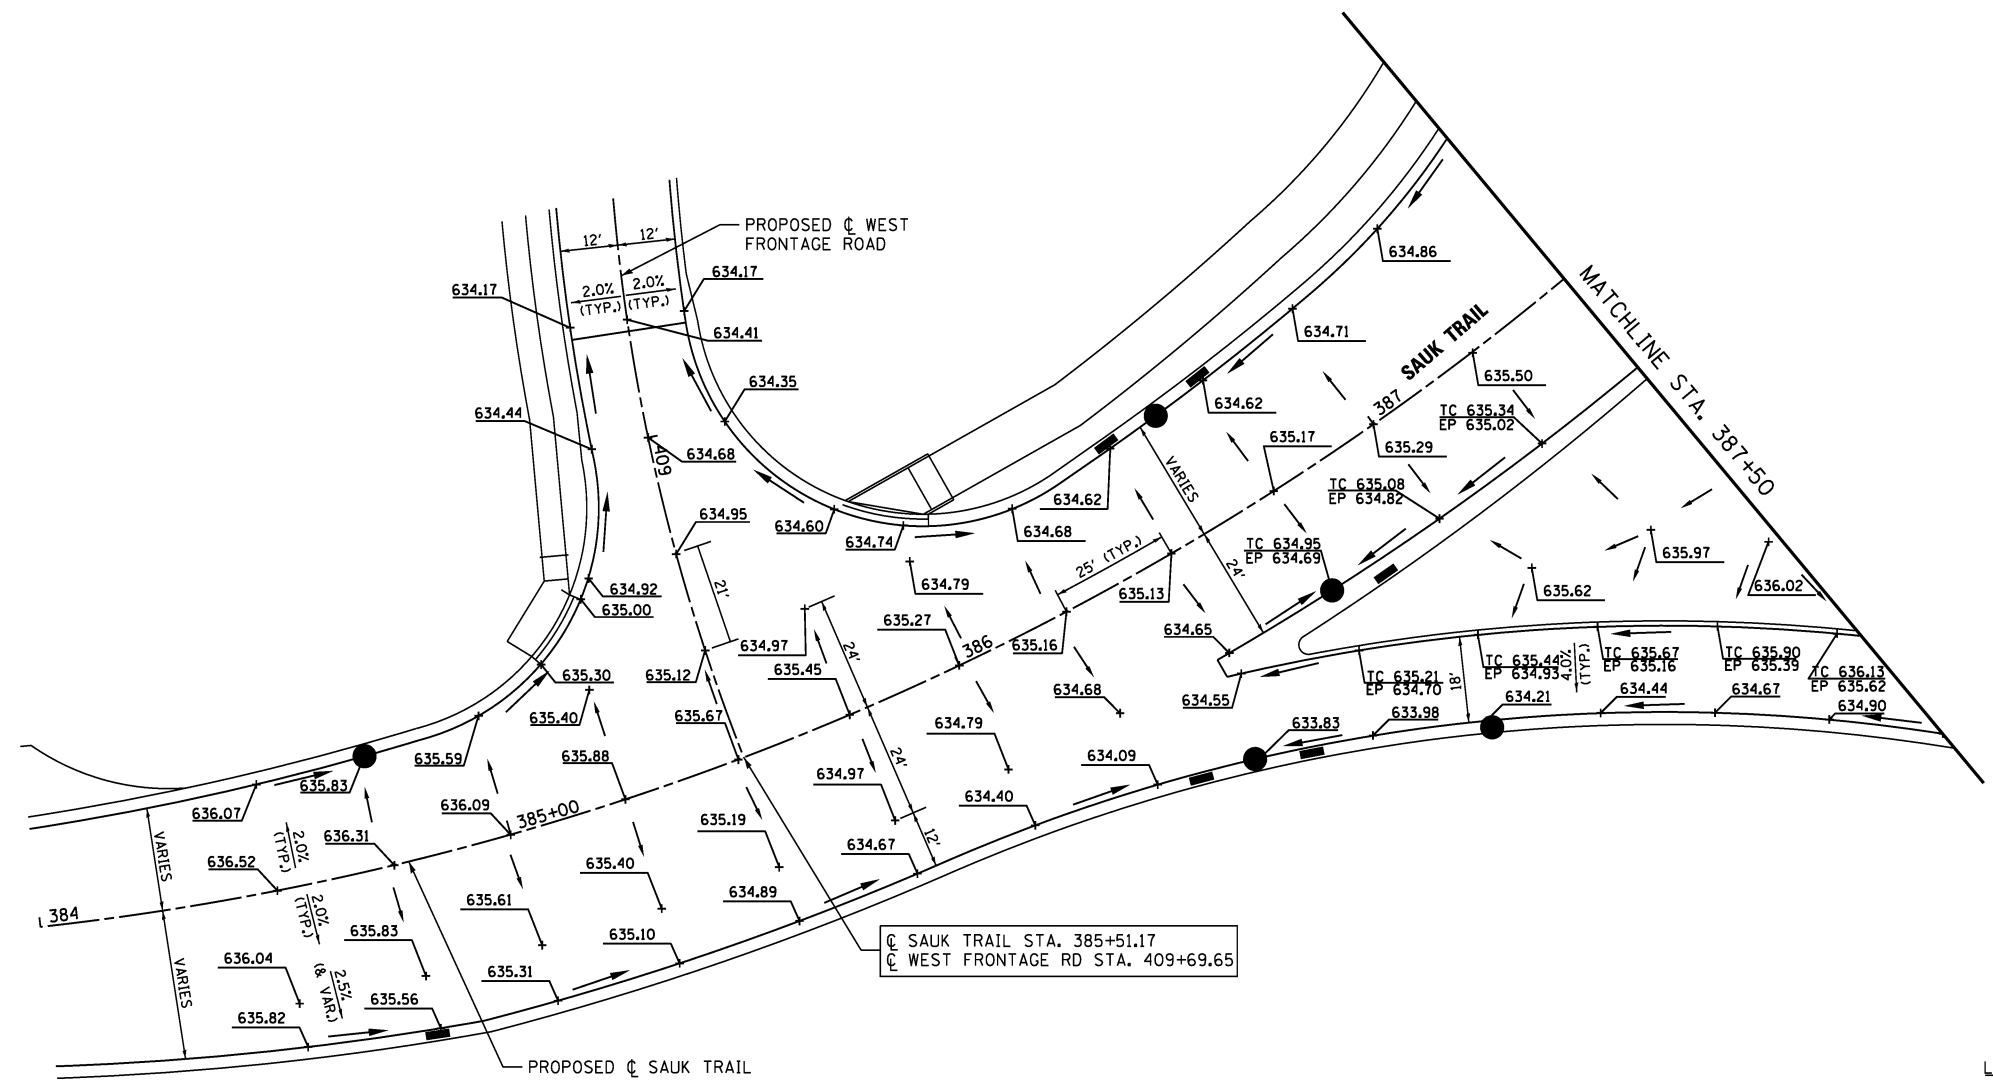 PROPOSED ℄ WEST
FRONTAGE ROAD
12'
12'
2.0%
(TYP.)
2.0%
(TYP.)
634.17
634.17
634.41
634.86
634.35
634.44
634.68
409
634.71
SAUK TRAIL
635.50
387
634.62
TC 635.34
EP 635.02
MATCHLINE STA. 387+50
635.17
635.29
VARIES
634.62
TC 635.08
EP 634.82
634.95
634.60
634.74
634.68
25' (TYP.)
TC 634.95
EP 634.69
24'
635.97
634.79
21'
634.92
635.00
635.13
635.62
636.02
634.97
635.27
386
635.16
634.65
24'
635.12
635.45
635.30
634.68
634.55
TC 635.21
EP 634.70
18'
TC 635.44
EP 634.93
4.0%
(TYP.)
TC 635.67
EP 635.16
TC 635.90
EP 635.39
TC 636.13
EP 635.62
635.40
635.67
634.79
633.83
633.98
634.21
634.44
634.67
634.90
635.59
635.88
24'
634.97
634.09
635.83
636.07
636.09
385+00
635.19
634.40
12'
VARIES
636.31
2.0%
(TYP.)
634.67
636.52
635.40
634.89
384
2.0%
(TYP.)
635.61
635.83
635.10
636.04
VARIES
2.5%
(& VAR.)
635.31
635.56
635.82
℄ SAUK TRAIL STA. 385+51.17
℄ WEST FRONTAGE RD STA. 409+69.65
PROPOSED ℄ SAUK TRAIL